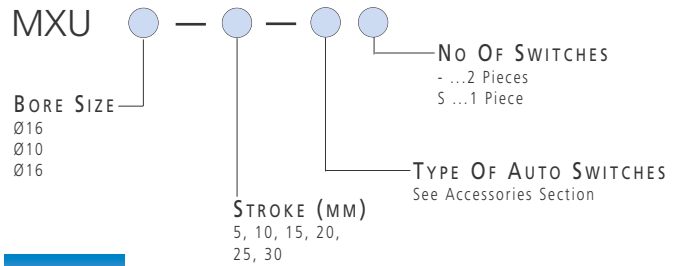 MXU — —
No Of Switches
- ...2 Pieces
S ...1 Piece
Bore Size
Ø16
Ø10
Ø16
Type Of Auto Switches
See Accessories Section
Stroke (mm)
5, 10, 15, 20,
25, 30